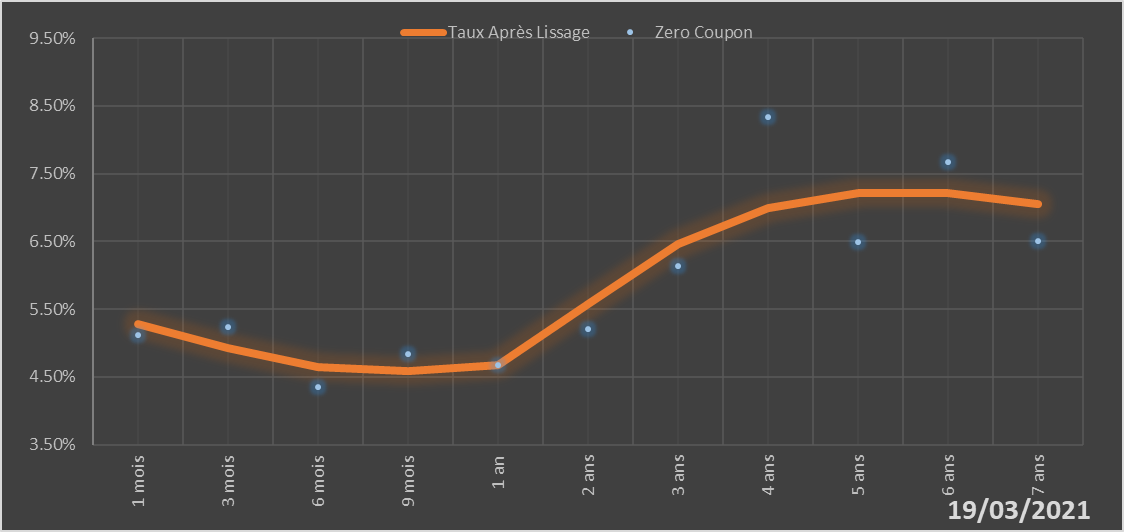 Taux Après Lissage Zero Coupon
9.50%
8.50%
7.50%
6.50%
5.50%
4.50%
3.50%
1 mois
3 mois
6 mois
9 mois
1 an
2 ans
3 ans
4 ans
5 ans
6 ans
7 ans
19/03/2021